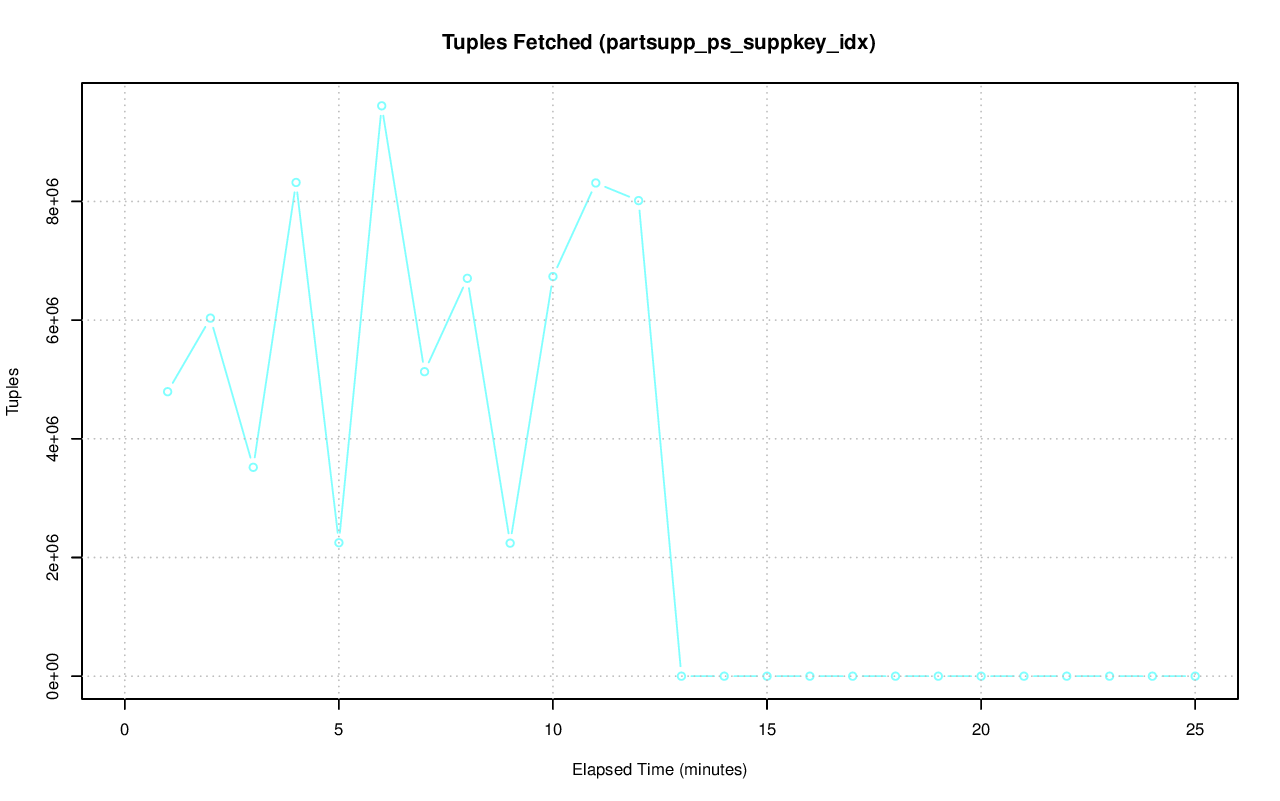 Tuples Fetched (partsupp_ps_suppkey_idx)
Tuples
8e+06
6e+06
4e+06
2e+06
0e+00
0 5 10 15 20 25
Elapsed Time (minutes)